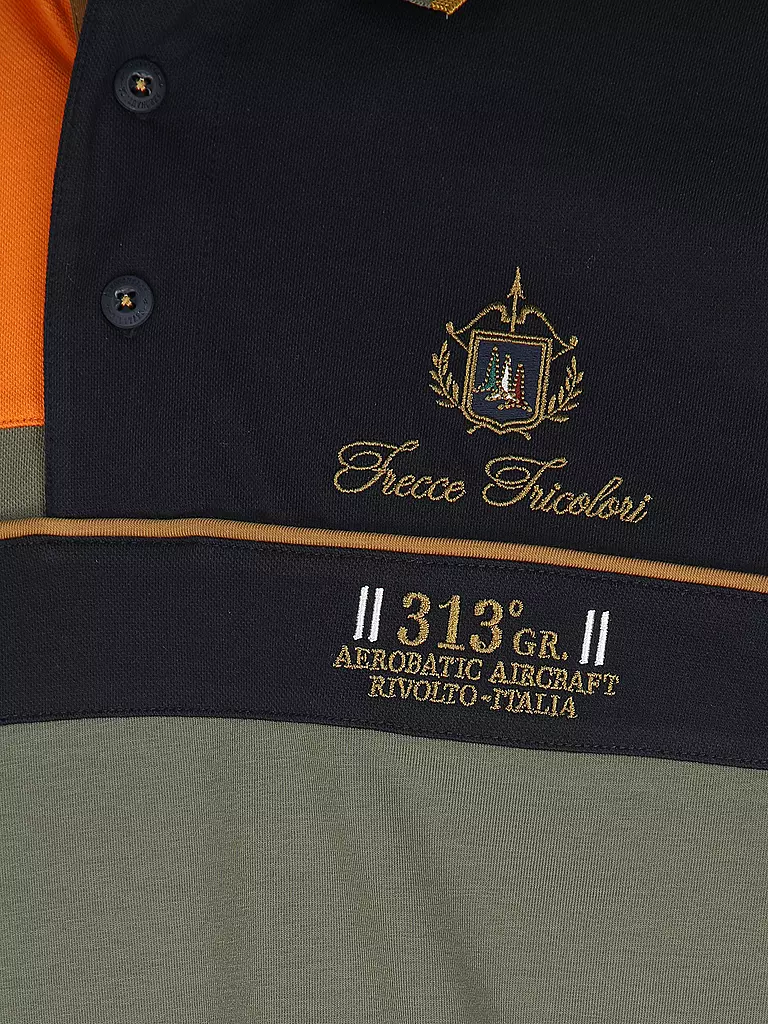 Frecce Tricolori
313° GR.
AEROBATIC AIRCRAFT
RIVOLTO-ITALIA